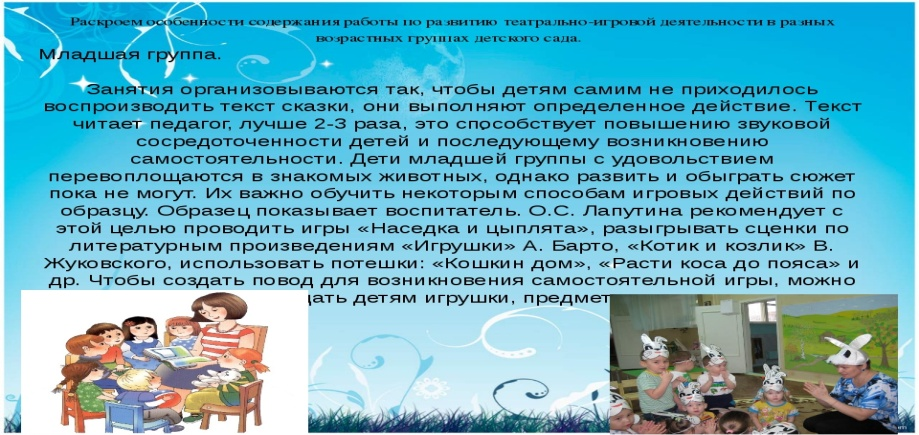 Раскроем особенности содержания работы по развитию театрально-игровой деятельности в разных
возрастных группах детского сада.
Младшая группа.
Занятия организовываются так, чтобы детям самим не приходилось
воспроизводить текст сказки, они выполняют определенное действие. Текст
читает педагог, лучше 2-3 раза, это способствует повышению звуковой
сосредоточенности детей и последующему возникновению
самостоятельности. Дети младшей группы с удовольствием
перевоплощаются в знакомых животных, однако развить и обыграть сюжет
пока не могут. Их важно обучить некоторым способам игровых действий по
образцу. Образец показывает воспитатель. О.С. Лапутина рекомендует с
этой целью проводить игры «Наседка и цыплята», разыгрывать сценки по
литературным произведениям «Игрушки» А. Барто, «Котик и козлик» В.
Жуковского, использовать потешки: «Кошкин дом», «Расти коса до пояса» и
др. Чтобы создать повод для возникновения самостоятельной игры, можно
детям игрушки,